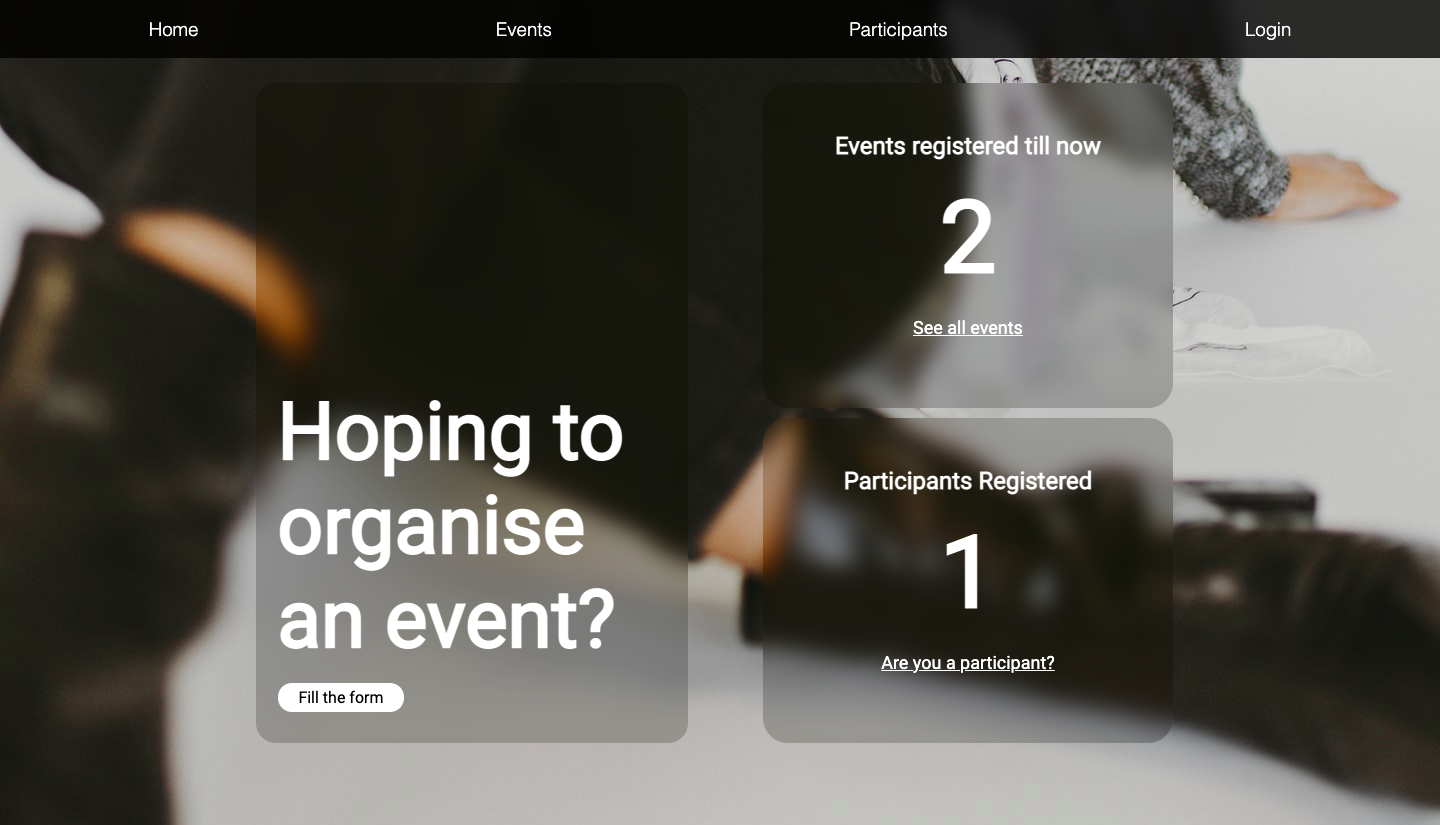 Home Events Participants Login
Hoping to
organise
an event?
Fill the form
Events registered till now
2
See all events
Participants Registered
1
Are you a participant?